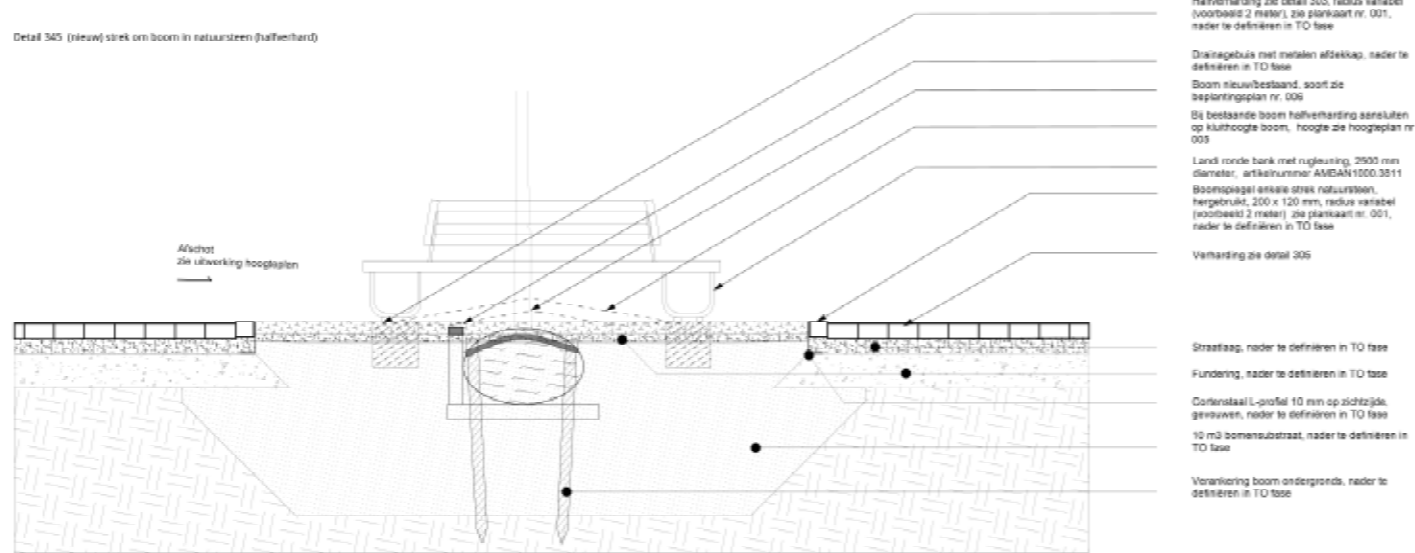 Halfverharding zie detail 305, radius variabel
(voorbeeld 2 meter), zie plankaart nr. 001,
nader te definiëren in TO fase
Detail 345 (nieuw) strek om boom in natuursteen (halfverhard)
Drainagebuis met metalen afdekkap, nader te
definiëren in TO fase
Boom nieuw/bestaand, soort zie
beplantingsplan nr. 006
Bij bestaande boom halfverharding aansluiten
op kluithoogte boom, hoogte zie hoogteplan nr
003
Landi ronde bank met rugleuning, 2500 mm
diameter, artikelnummer AMBAN1000.3811
Boomspiegel enkele strek natuursteen,
hergebruikt, 200 x 120 mm, radius variabel
(voorbeeld 2 meter) zie plankaart nr. 001,
nader te definiëren in TO fase
Afschot
zie uitwerking hoogteplan
Verharding zie detail 305
Straatlaag, nader te definiëren in TO fase
Fundering, nader te definiëren in TO fase
Cortenstaal L-profiel 10 mm op zichtzijde,
gevouwen, nader te definiëren in TO fase
10 m3 bomensubstraat, nader te definiëren in
TO fase
Verankering boom ondergronds, nader te
definiëren in TO fase